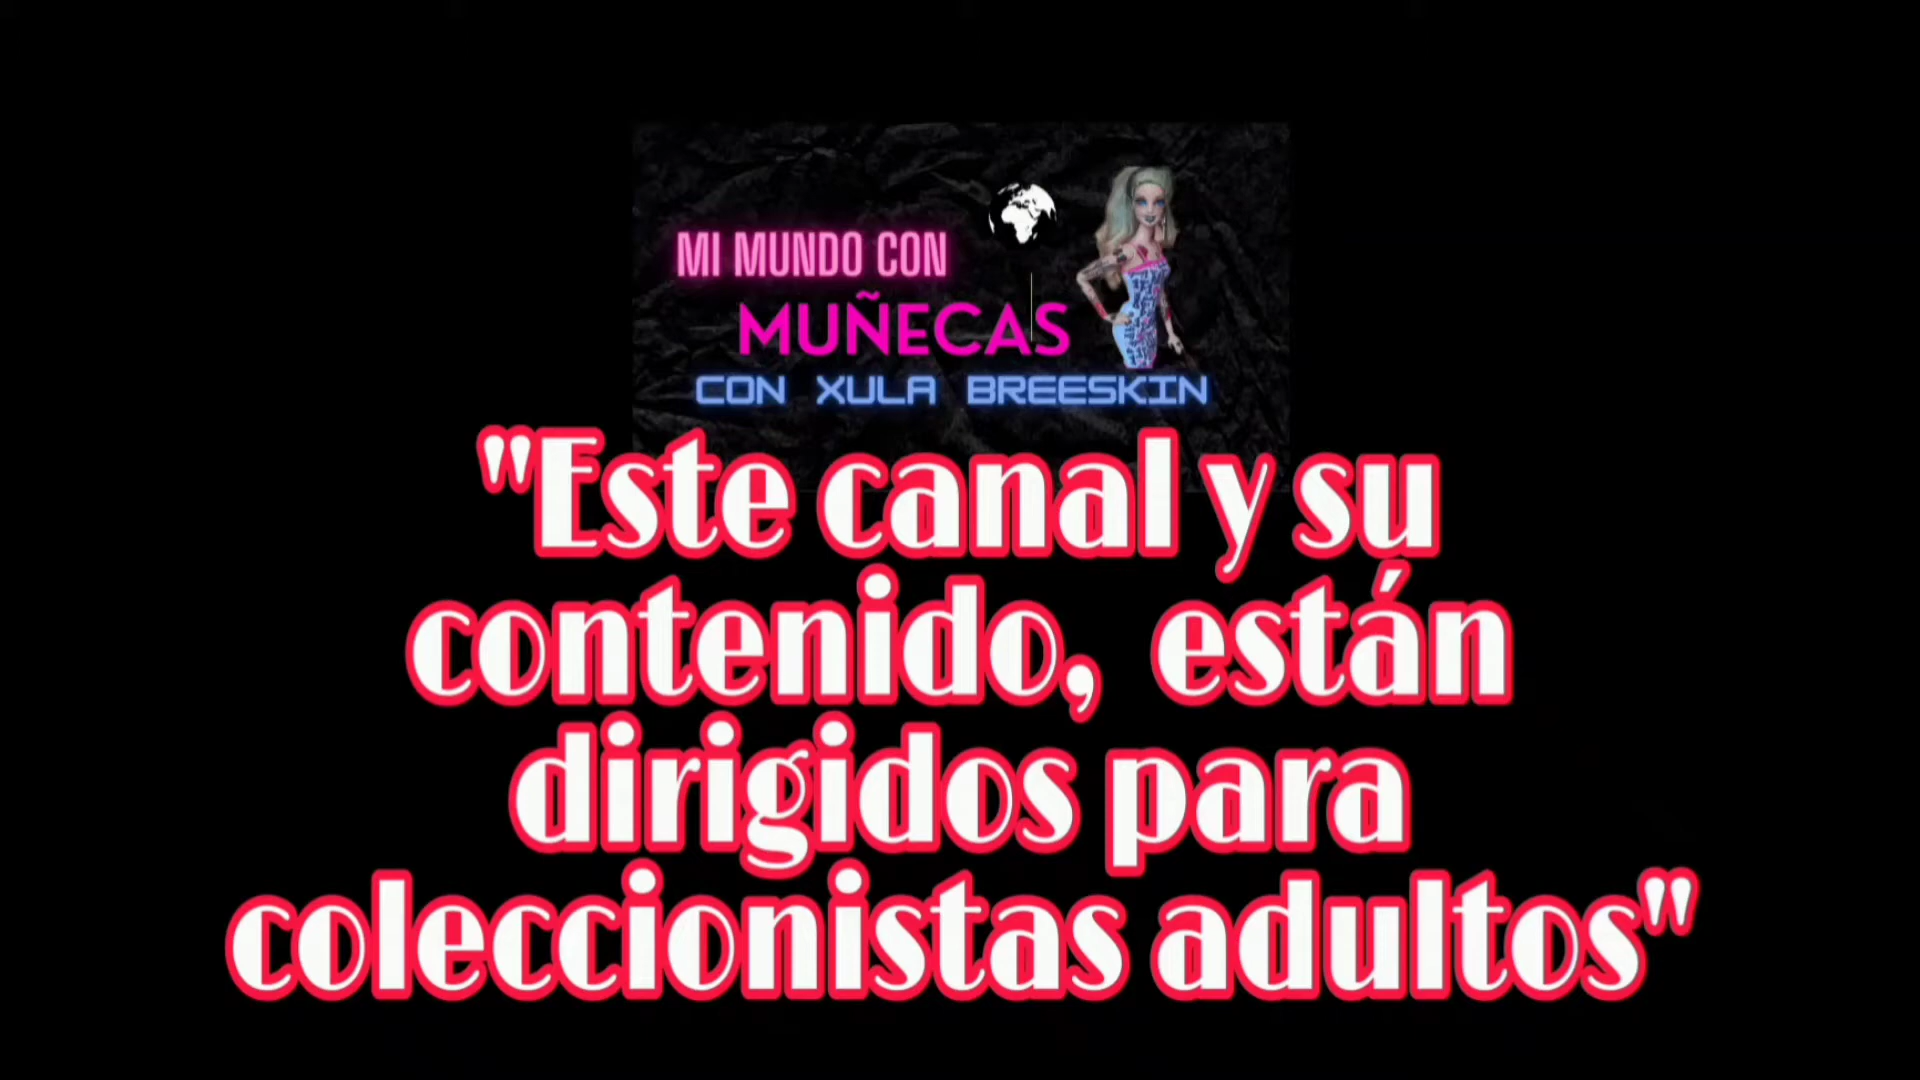 MI MUNDO CON
MUÑECAS
CON XULA BREESKIN
"Este canal y su
contenido, están
dirigidos para
coleccionistas adultos"